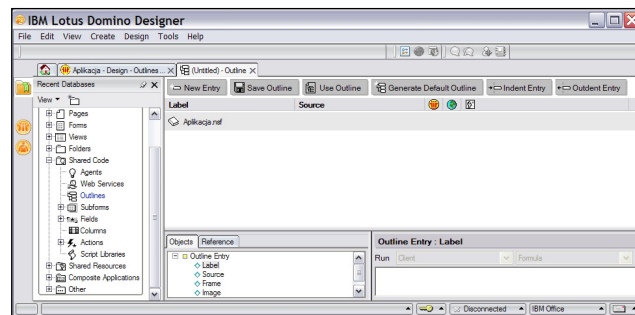 IBM Lotus Domino Designer
File Edit View Create Design Tools Help
Aplikacja - Design - Outlines ... X (Untitled) - Outline X
Recent Databases
New Entry Save Outline Use Outline Generate Default Outline Indent Entry Outdent Entry
View
Label Source
Pages
Forms
Views
Folders
Shared Code
Agents
Web Services
Outlines
Subforms
Fields
Columns
Actions
Script Libraries
Shared Resources
Composite Applications
Other
Aplikacja.nsf
Objects Reference
Outline Entry
Label
Source
Frame
Image
Outline Entry : Label
Run Client Formula
Disconnected IBM Office